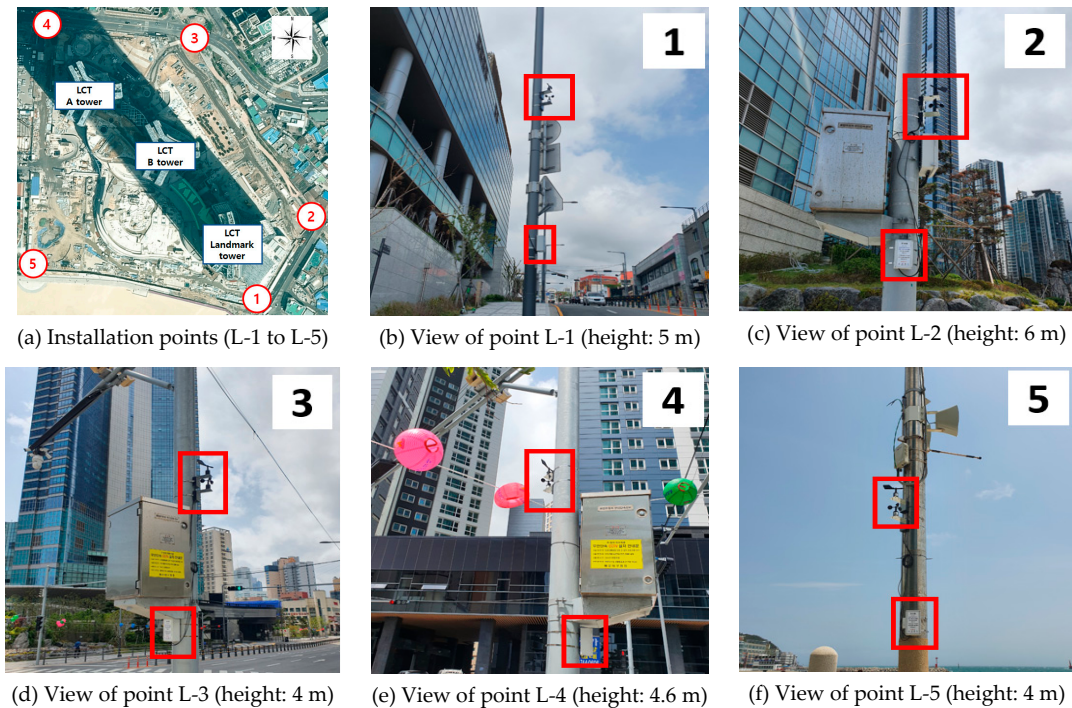 4
3
LCT
A tower
LCT
B tower
2
LCT
Landmark
tower
5
1
(a) Installation points (L-1 to L-5)
1
(b) View of point L-1 (height: 5 m)
2
(c) View of point L-2 (height: 6 m)
3
(d) View of point L-3 (height: 4 m)
4
(e) View of point L-4 (height: 4.6 m)
5
(f) View of point L-5 (height: 4 m)